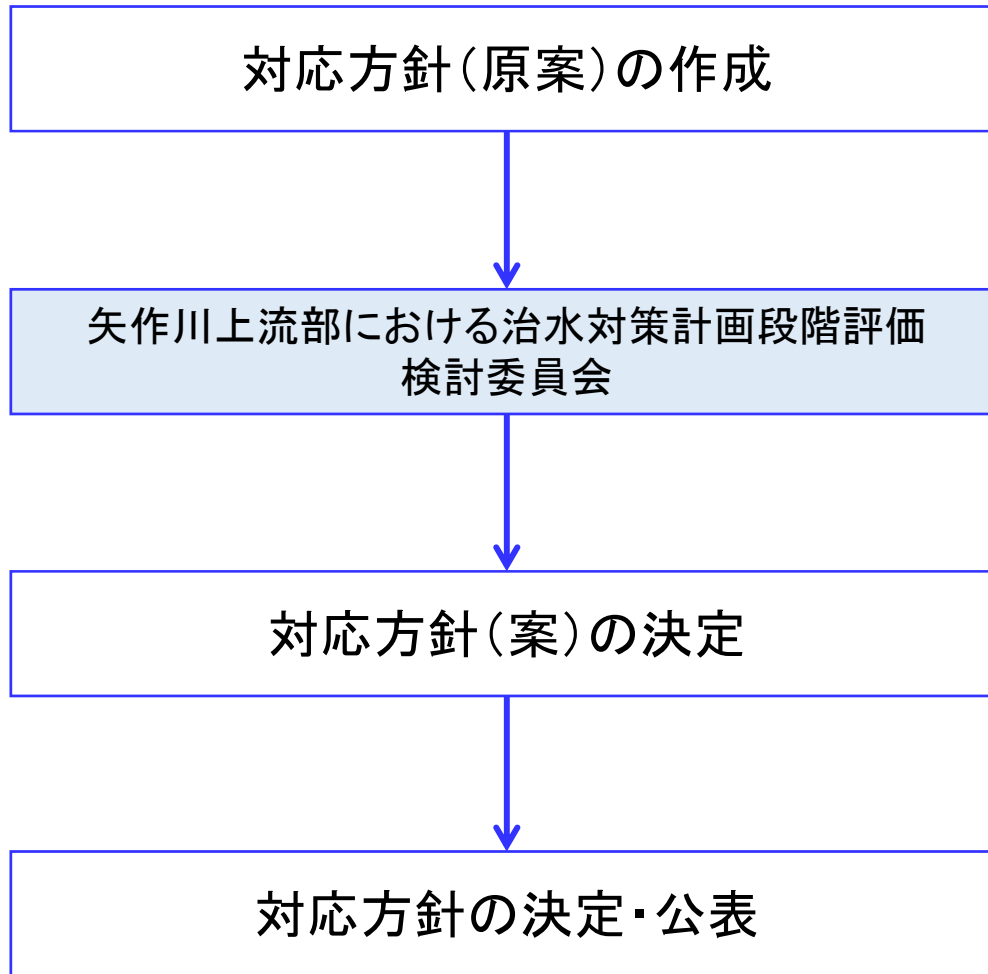 対応方針(原案)の作成
矢作川上流部における治水対策計画段階評価
検討委員会
対応方針(案)の決定
対応方針の決定・公表